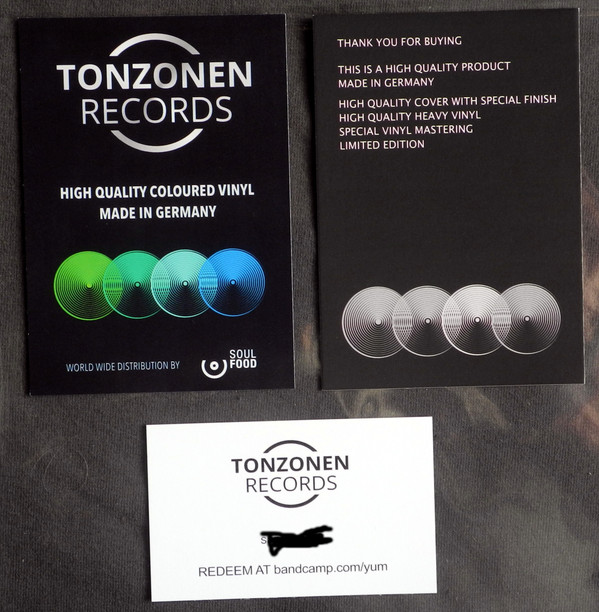 TONZONEN
RECORDS
HIGH QUALITY COLOURED VINYL
MADE IN GERMANY
WORLD WIDE DISTRIBUTION BY
SOUL
FOOD
THANK YOU FOR BUYING
THIS IS A HIGH QUALITY PRODUCT
MADE IN GERMANY
HIGH QUALITY COVER WITH SPECIAL FINISH
HIGH QUALITY HEAVY VINYL
SPECIAL VINYL MASTERING
LIMITED EDITION
TONZONEN
RECORDS
REDEEM AT bandcamp.com/yum